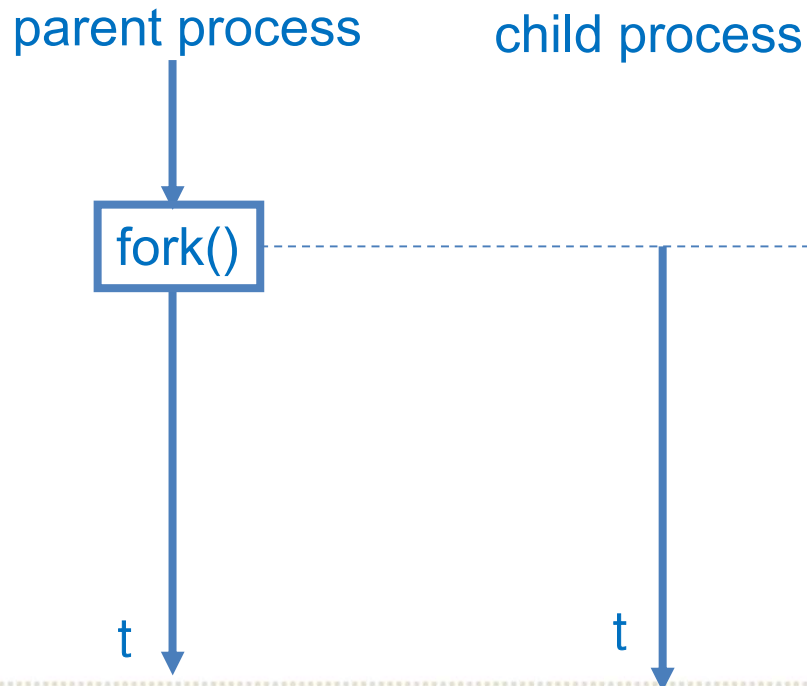 parent process
child process
fork()
t
t